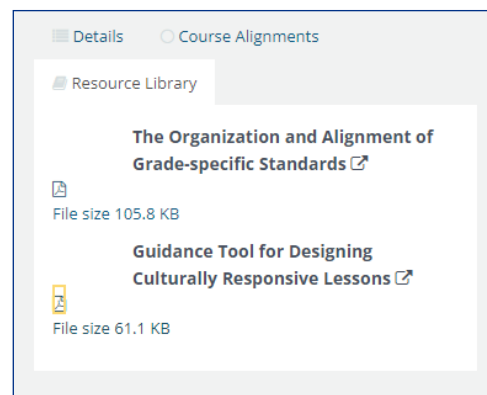 Details
Course Alignments
Resource Library
The Organization and Alignment of
Grade-specific Standards
File size 105.8 KB
Guidance Tool for Designing
Culturally Responsive Lessons
File size 61.1 KB